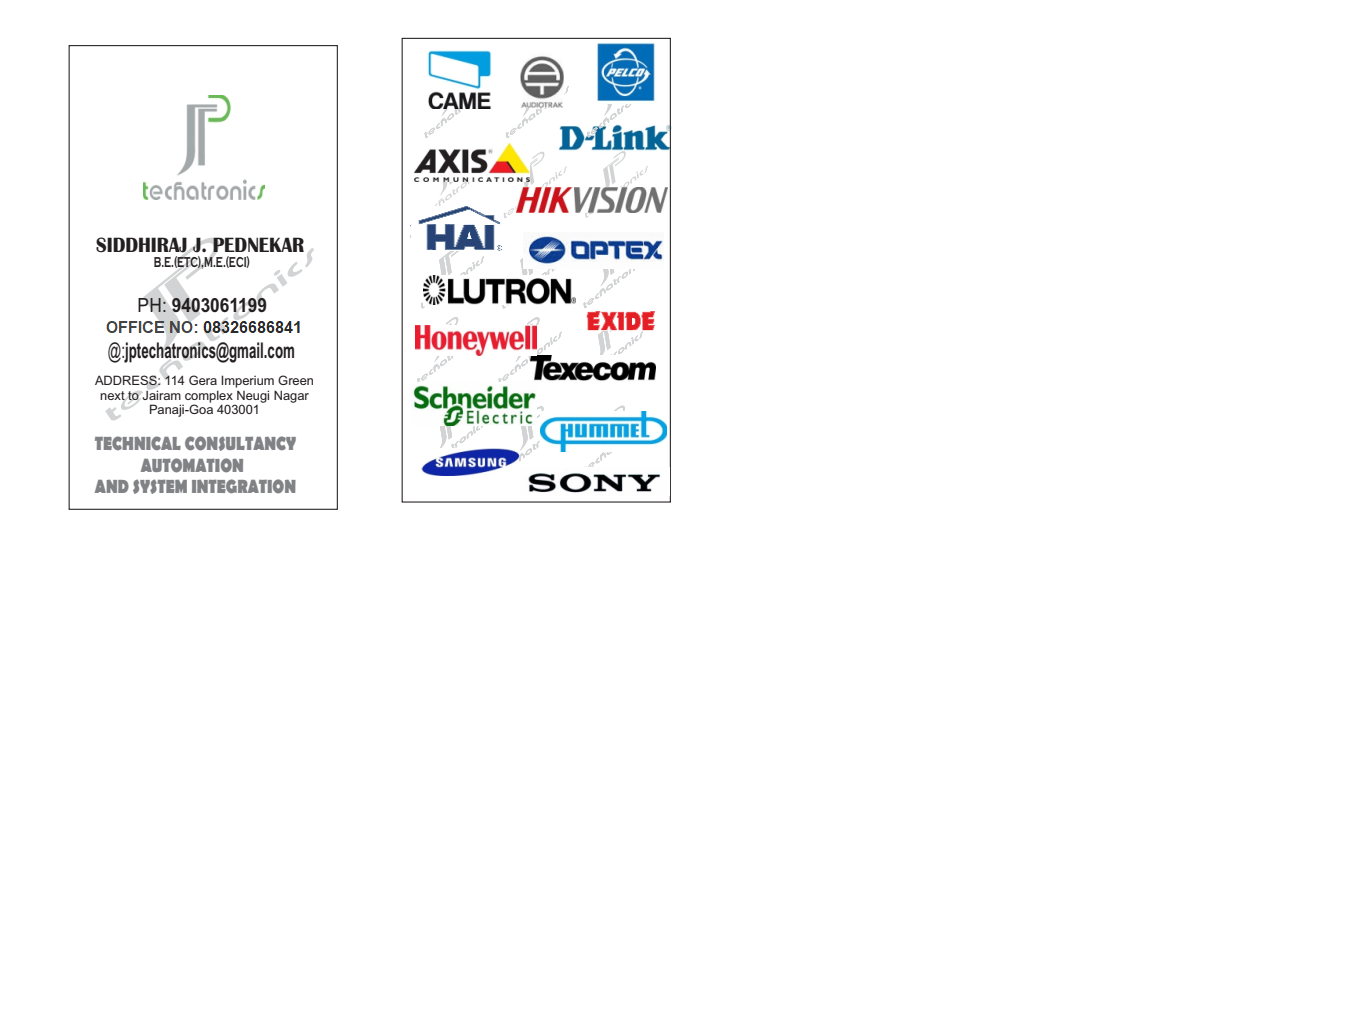 JP
techatronics
SIDDHIRAJ J. PEDNEKAR
B.E.(ETC),M.E.(ECI)
PH: 9403061199
OFFICE NO: 08326686841
@:jptechatronics@gmail.com
ADDRESS: 114 Gera Imperium Green
next to Jairam complex Neugi Nagar
Panaji-Goa 403001
TECHNICAL CONSULTANCY
AUTOMATION
AND SYSTEM INTEGRATION
CAME
AUDIOTRAK
PELCO
D-Link
AXIS
COMMUNICATIONS
HIKVISION
HAI
OPTEX
LUTRON
EXIDE
Honeywell
Texecom
Schneider
Electric
HUMMEL
SAMSUNG
SONY